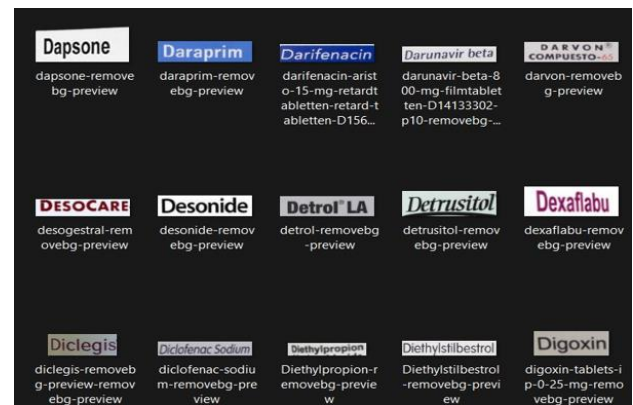 Dapsone
Daraprim
Darifenacin
Darunavir beta
DARVON®
COMPUESTO-65
dapsone-remove
bg-preview
daraprim-remov
ebg-preview
darifenacin-arist
o-15-mg-retardt
abletten-retard-t
abletten-D156...
darunavir-beta-8
00-mg-filmtablet
ten-D14133302-
p10-removebg-...
darvon-removeb
g-preview
DESOCARE
Desonide
Detrol® LA
Detrusitol
Dexaflabu
desogestral-rem
ovebg-preview
desonide-remov
ebg-preview
detrol-removebg
-preview
detrusitol-remov
ebg-preview
dexaflabu-remov
ebg-preview
Diclegis
Diclofenac Sodium
Diethylpropion
Diethylstilbestrol
Digoxin
diclegis-removeb
g-preview-remov
ebg-preview
diclofenac-sodiu
m-removebg-pre
view
Diethylpropion-r
emovebg-previe
w
Diethylstilbestrol
-removebg-previ
ew
digoxin-tablets-i
p-0-25-mg-remo
vebg-preview